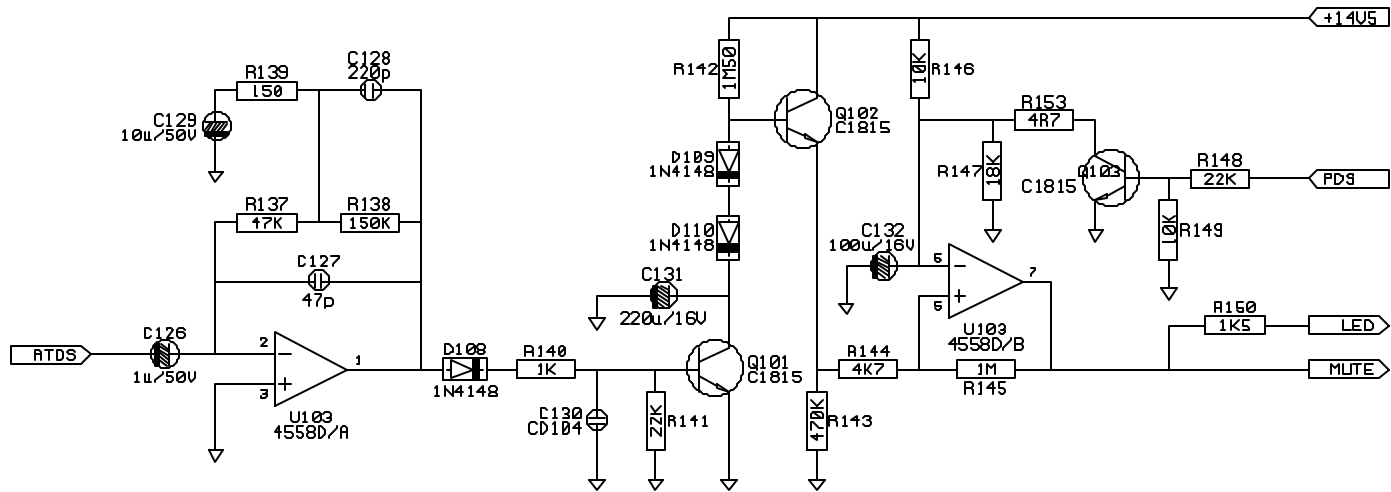 +14VS
C128
220p
R139
150
R142
1M50
10K
R146
R153
4R7
C129
10u/50V
Q102
C1815
D109
1N4148
R147
18K
Q103
C1815
R148
22K
PDS
R137
47K
R138
150K
D110
1N4148
10K
R149
C132
100u/16V
C127
47p
C131
220u/16V
6
7
5
R150
1K5
LED
C126
1u/50V
RTDS
2
1
3
U103
4558D/A
D108
1N4148
R140
1K
Q101
C1815
U103
4558D/B
R144
4K7
1M
R145
MUTE
C130
CD104
22K
R141
470K
R143